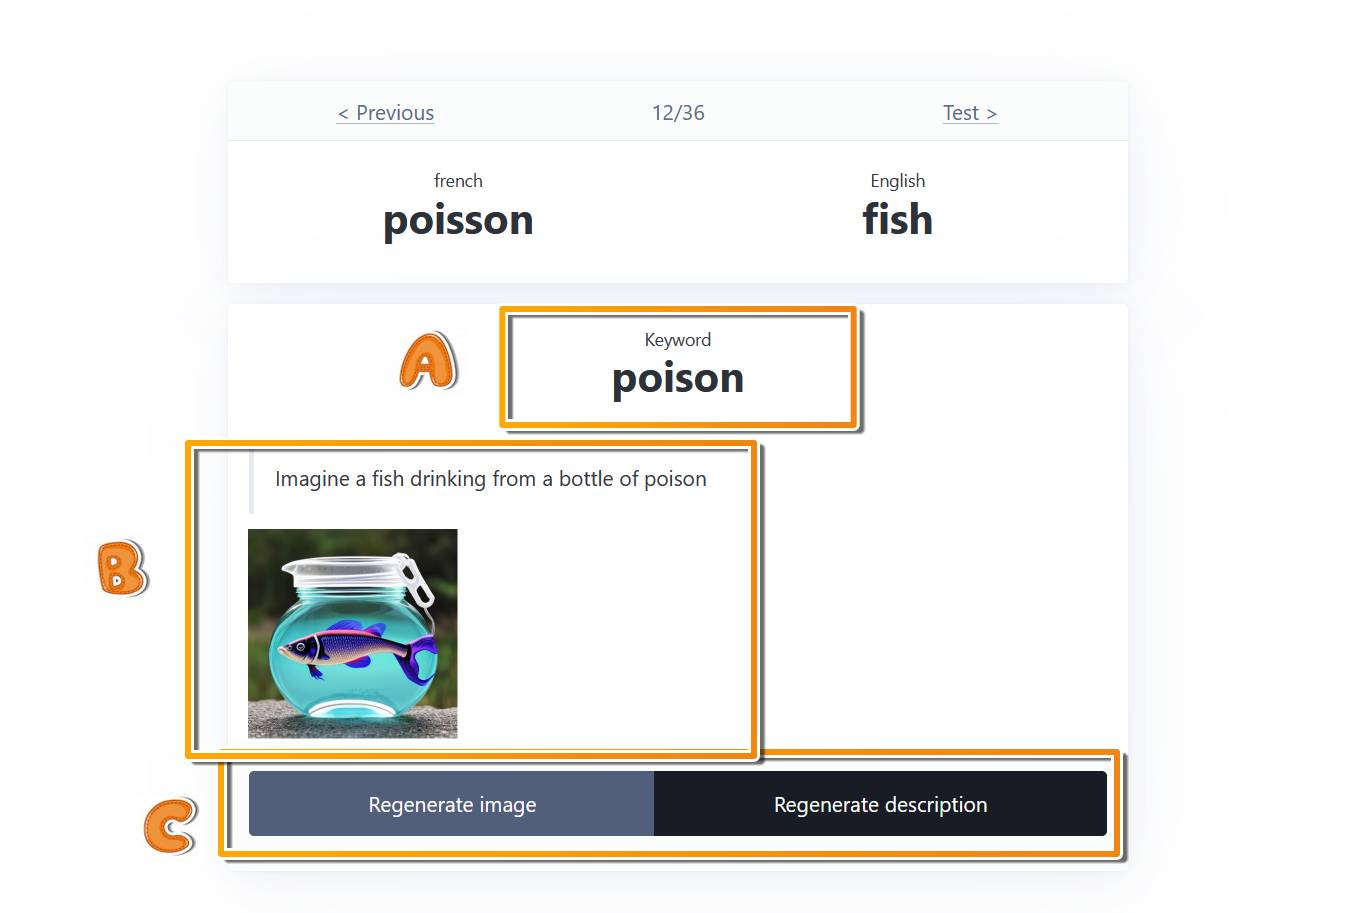 < Previous 12/36 Test >
french English
poisson fish
A
Keyword
poison
B
Imagine a fish drinking from a bottle of poison
C
Regenerate image Regenerate description